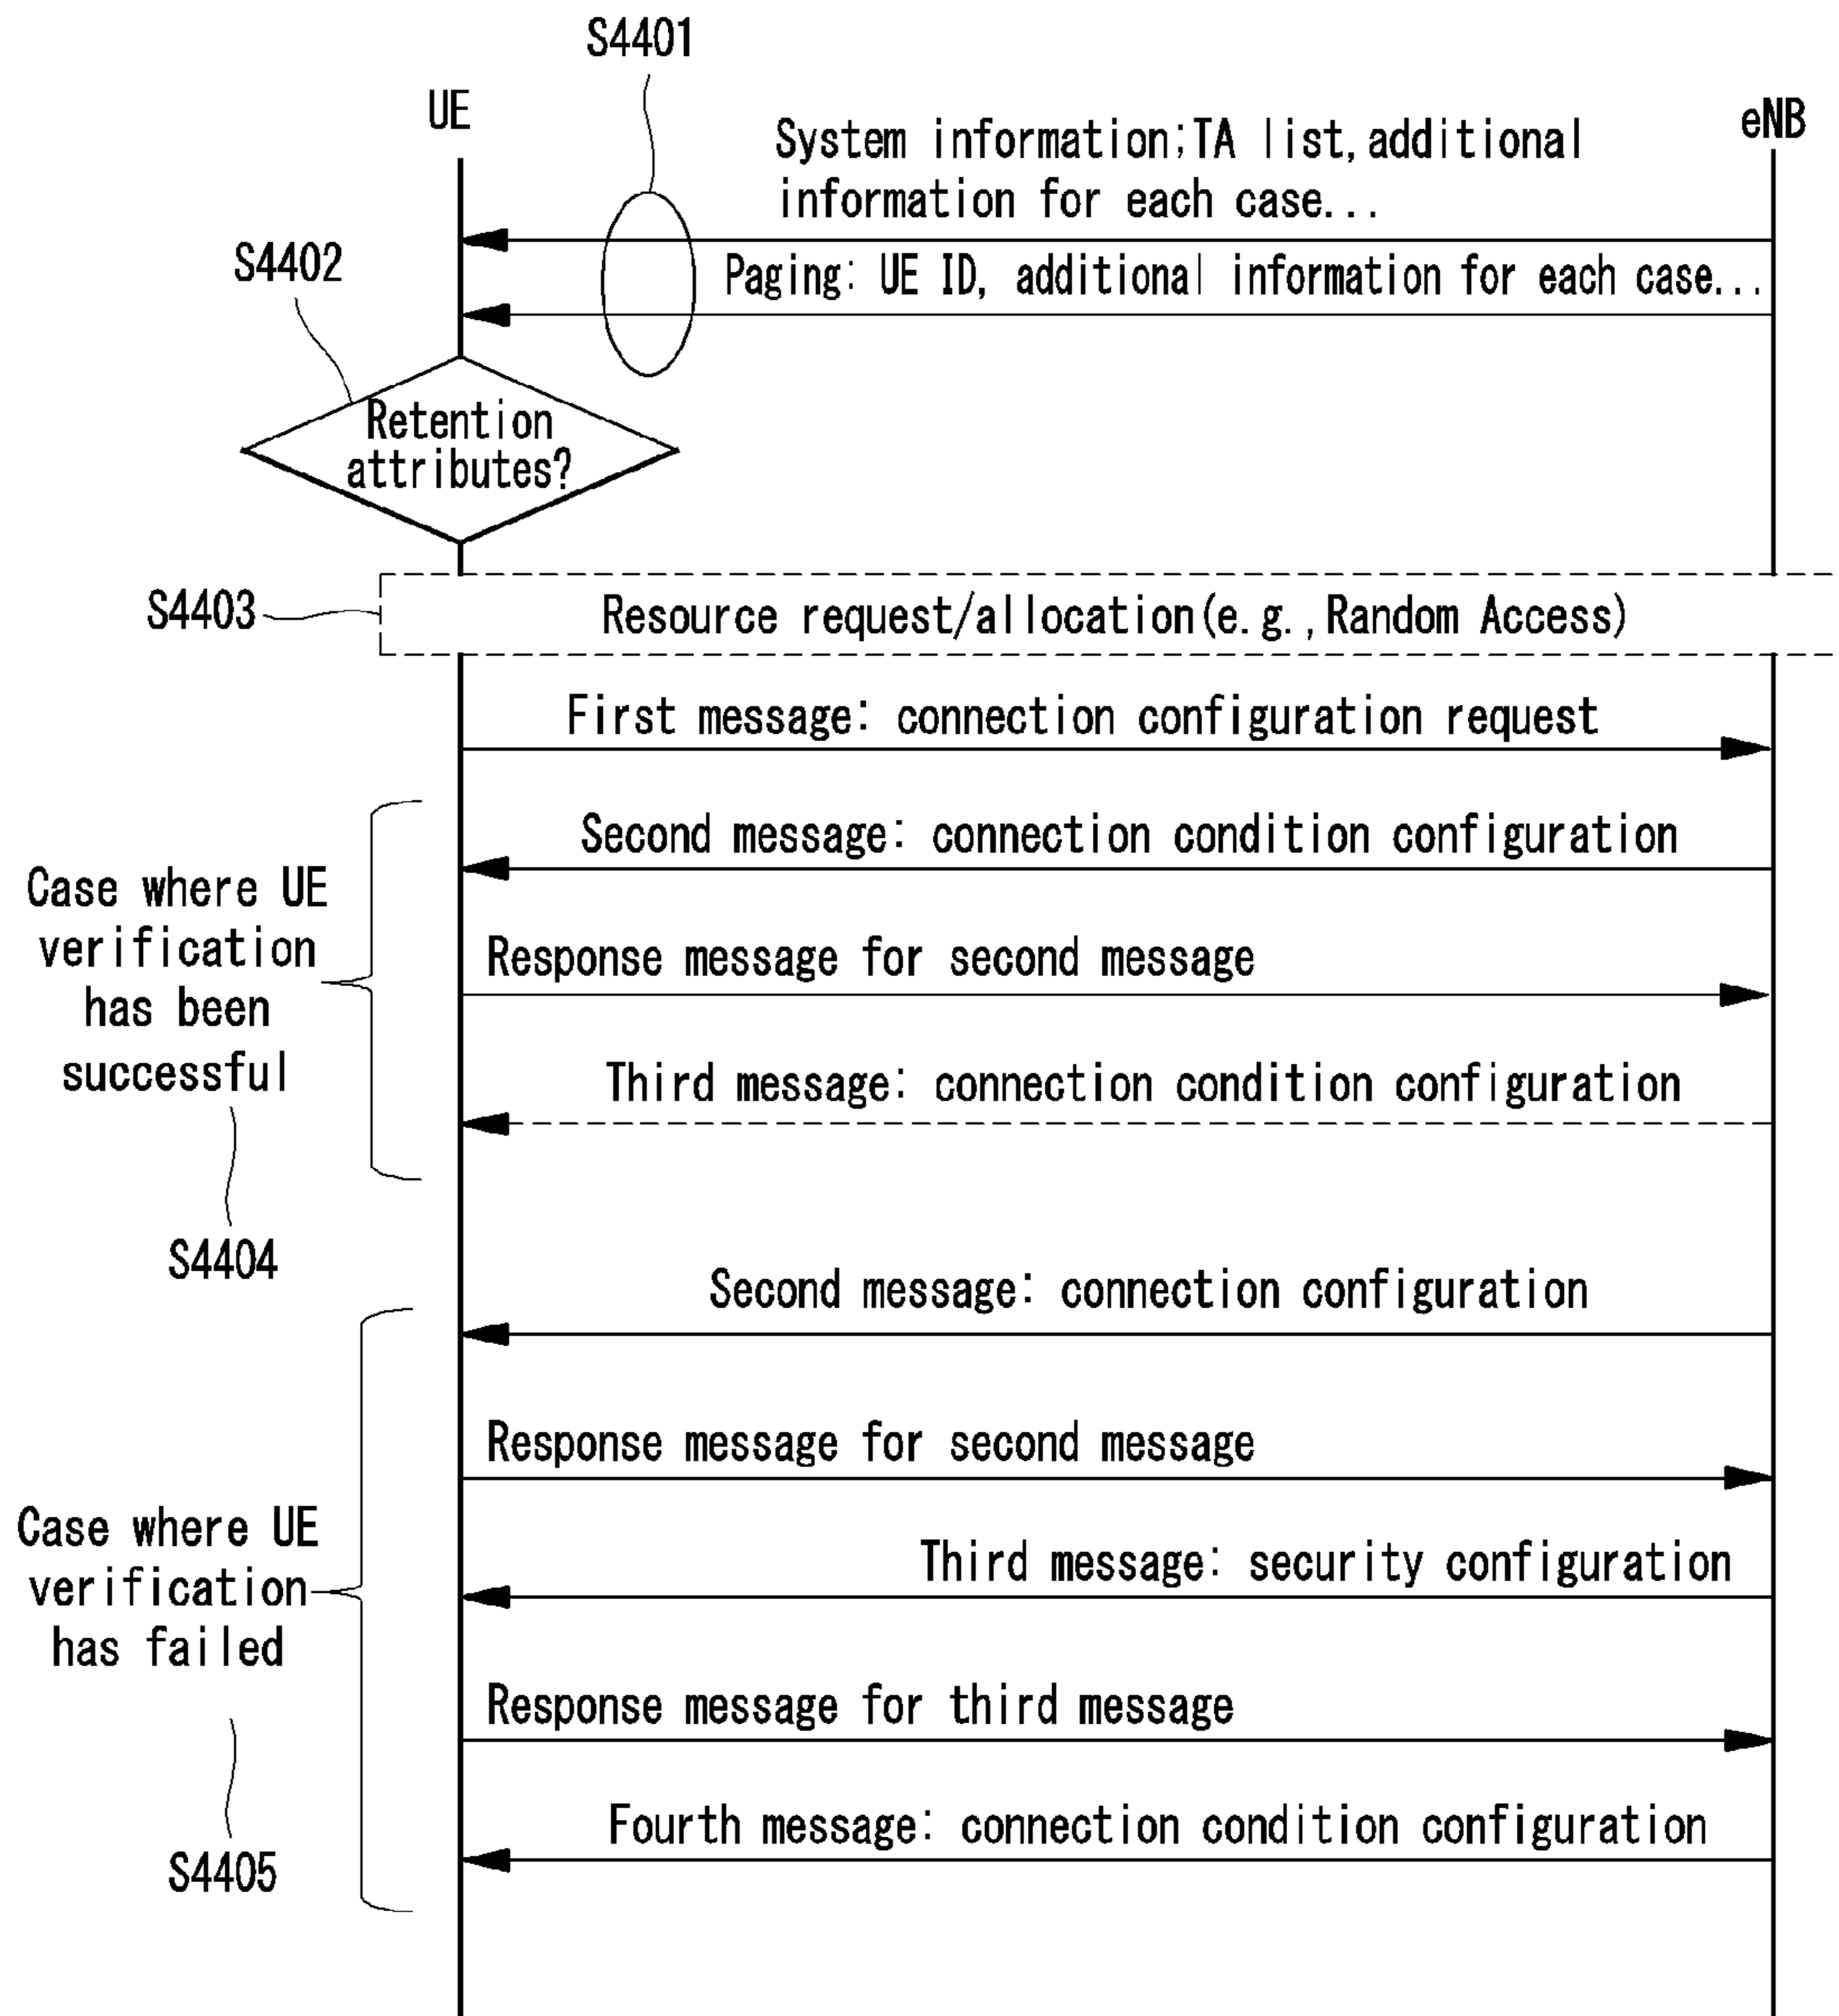 S4401
UE
eNB
System information;TA list,additional
information for each case...
S4402
Paging: UE ID, additional information for each case...
Retention
attributes?
S4403
Resource request/allocation(e.g.,Random Access)
First message: connection configuration request
Second message: connection condition configuration
Case where UE
verification
has been
successful
Response message for second message
Third message: connection condition configuration
S4404
Second message: connection configuration
Response message for second message
Case where UE
verification
has failed
Third message: security configuration
Response message for third message
Fourth message: connection condition configuration
S4405